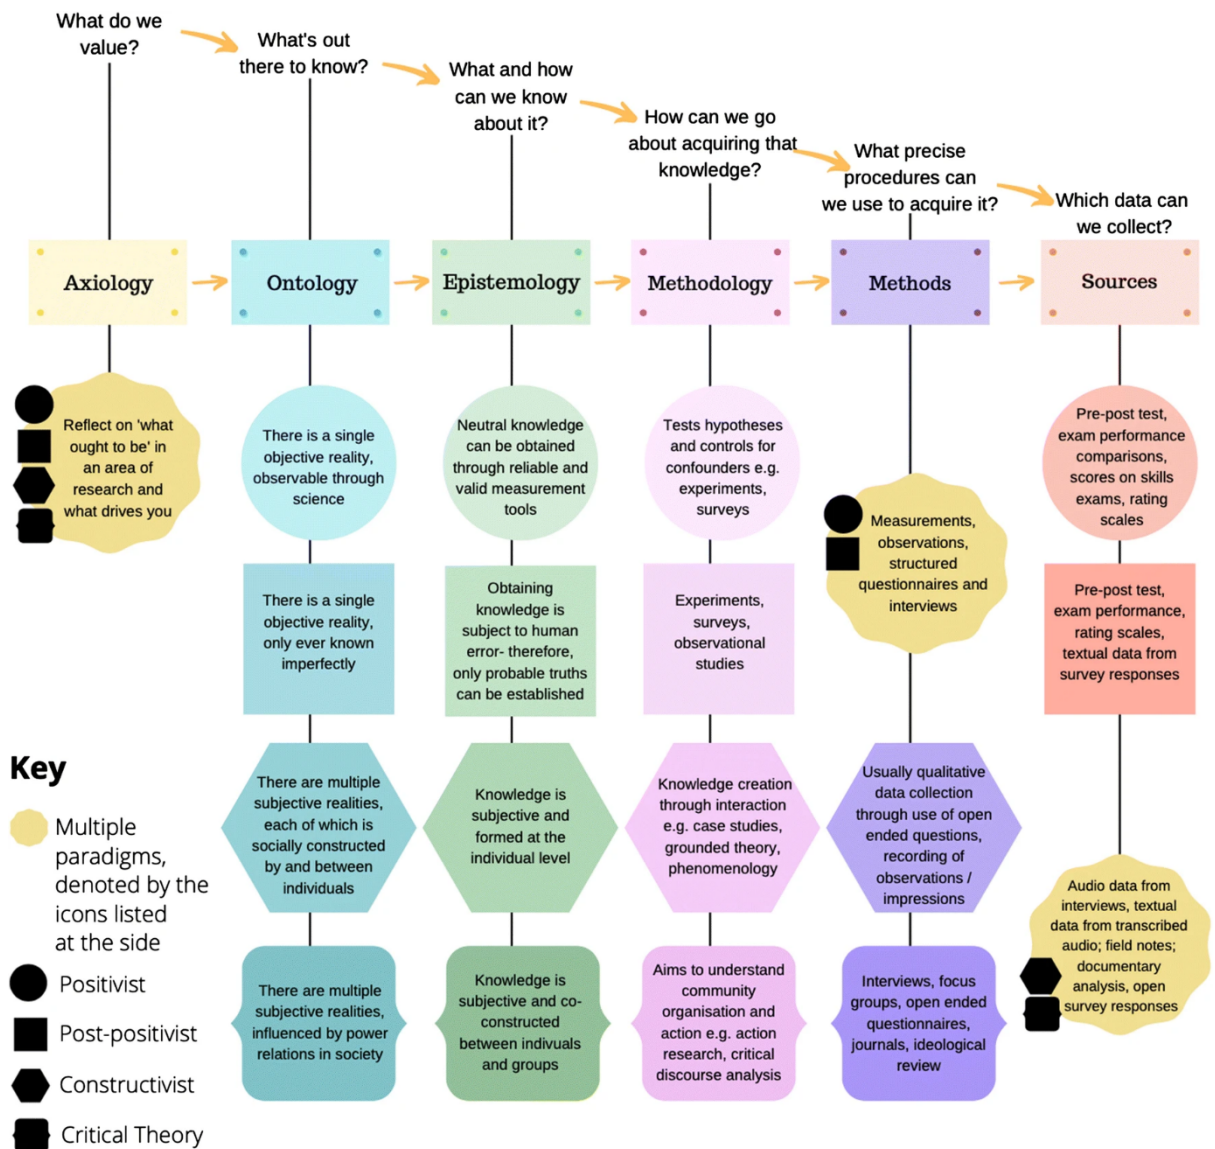 What do we
value?
What's out
there to know?
What and how
can we know
about it?
How can we go
about acquiring that
knowledge?
What precise
procedures can
we use to acquire it?
Which data can
we collect?
Axiology
Ontology
Epistemology
Methodology
Methods
Sources
Reflect on 'what
ought to be' in
an area of
research and
what drives you
There is a single
objective reality,
observable through
science
Neutral knowledge
can be obtained
through reliable and
valid measurement
tools
Tests hypotheses
and controls for
confounders e.g.
experiments,
surveys
Measurements,
observations,
structured
questionnaires and
interviews
Pre-post test,
exam performance
comparisons,
scores on skills
exams, rating
scales
There is a single
objective reality,
only ever known
imperfectly
Obtaining
knowledge is
subject to human
error- therefore,
only probable truths
can be established
Experiments,
surveys,
observational
studies
Pre-post test,
exam performance,
rating scales,
textual data from
survey responses
There are multiple
subjective realities,
each of which is
socially constructed
by and between
individuals
Knowledge is
subjective and
formed at the
individual level
Knowledge creation
through interaction
e.g. case studies,
grounded theory,
phenomenology
Usually qualitative
data collection
through use of open
ended questions,
recording of
observations /
impressions
Audio data from
interviews, textual
data from transcribed
audio; field notes;
documentary
analysis, open
survey responses
There are multiple
subjective realities,
influenced by power
relations in society
Knowledge is
subjective and co-
constructed
between indivuals
and groups
Aims to understand
community
organisation and
action e.g. action
research, critical
discourse analysis
Interviews, focus
groups, open ended
questionnaires,
journals, ideological
review
Key
Multiple
paradigms,
denoted by the
icons listed
at the side
Positivist
Post-positivist
Constructivist
Critical Theory